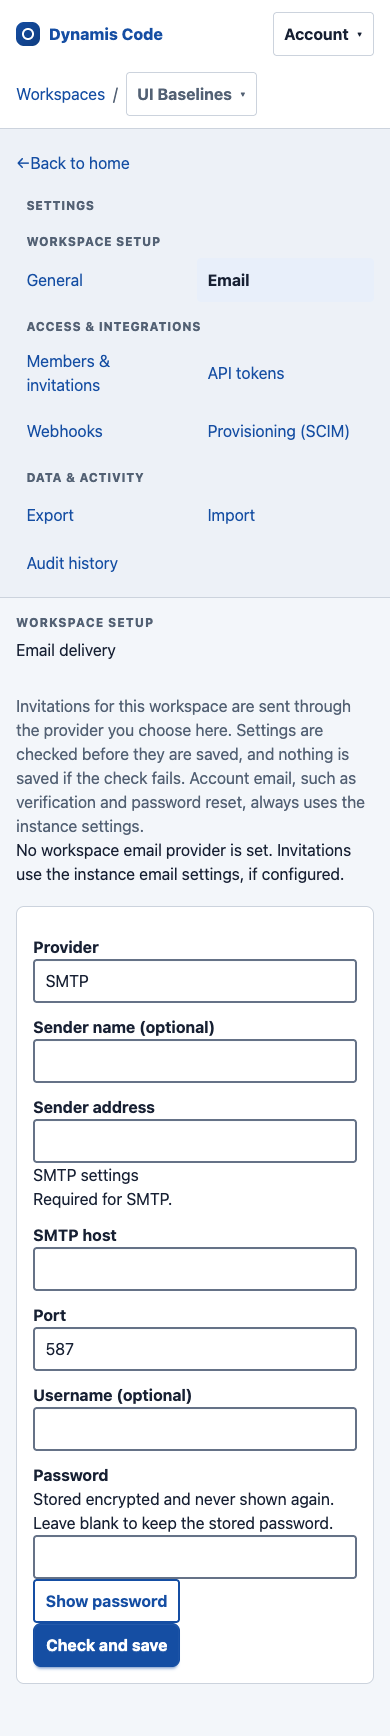 Dynamis Code
Account ▾
Workspaces / UI Baselines ▾
←Back to home
SETTINGS
WORKSPACE SETUP
General
Email
ACCESS & INTEGRATIONS
Members &
invitations
API tokens
Webhooks
Provisioning (SCIM)
DATA & ACTIVITY
Export
Import
Audit history
WORKSPACE SETUP
Email delivery
Invitations for this workspace are sent through
the provider you choose here. Settings are
checked before they are saved, and nothing is
saved if the check fails. Account email, such as
verification and password reset, always uses the
instance settings.
No workspace email provider is set. Invitations
use the instance email settings, if configured.
Provider
SMTP
Sender name (optional)
Sender address
SMTP settings
Required for SMTP.
SMTP host
Port
587
Username (optional)
Password
Stored encrypted and never shown again.
Leave blank to keep the stored password.
Show password
Check and save